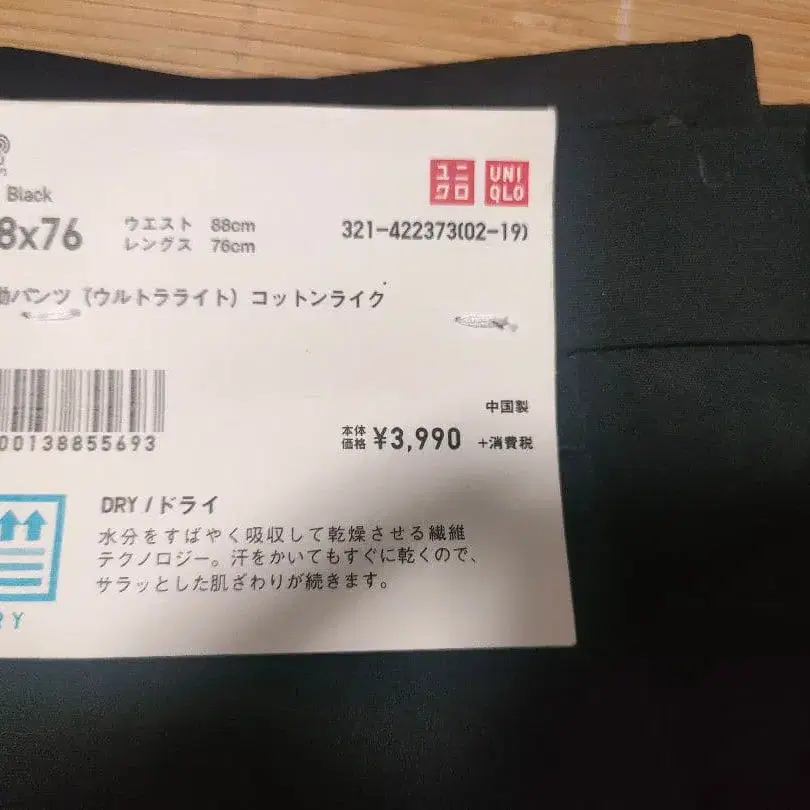 Black
ユニクロ
UNIQLO
8x76
ウエスト 88cm
レングス 76cm
321-422373(02-19)
動パンツ (ウルトラライト) コットンライク
00138855693
中国製
本体価格 ¥3,990 +消費税
DRY / ドライ
水分をすばやく吸収して乾燥させる繊維
テクノロジー。汗をかいてもすぐに乾くので、
サラッとした肌ざわりが続きます。
RY